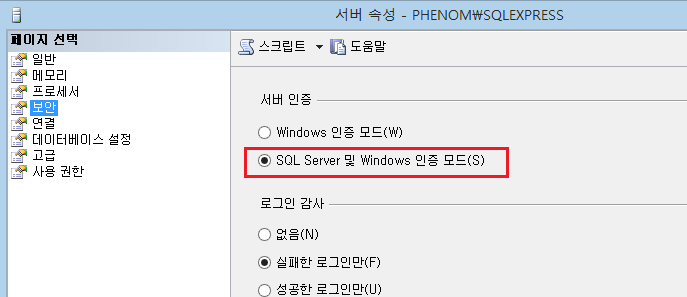 서버 속성 - PHENOM₩SQLEXPRESS
페이지 선택
일반
메모리
프로세서
보안
연결
데이터베이스 설정
고급
사용 권한
스크립트 도움말
서버 인증
Windows 인증 모드(W)
SQL Server 및 Windows 인증 모드(S)
로그인 감사
없음(N)
실패한 로그인만(F)
성공한 로그인만(U)